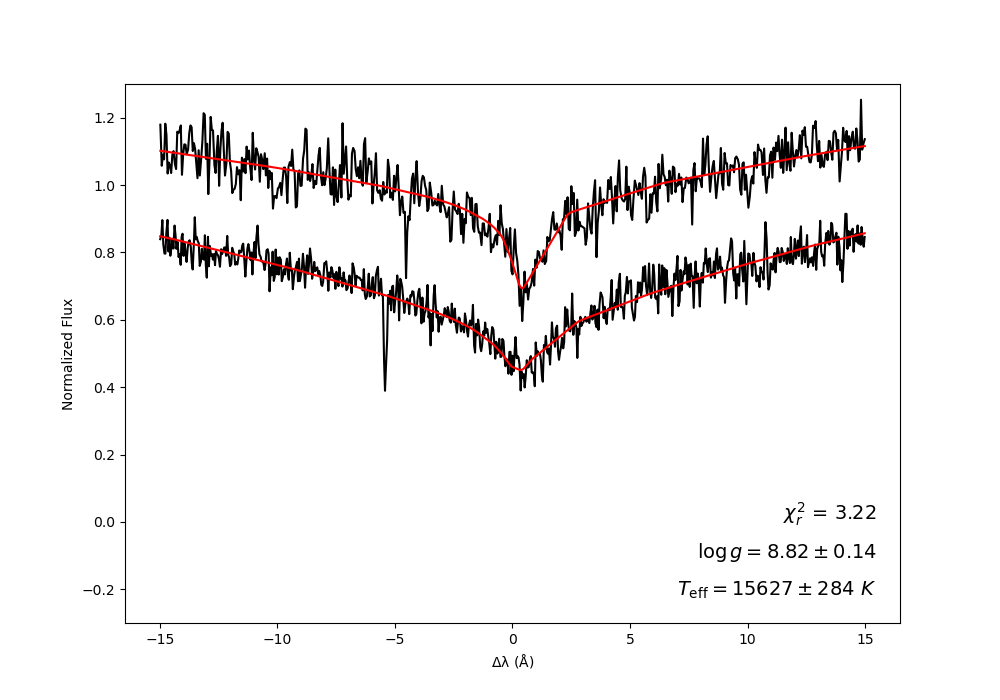 1.2
1.0
0.8
0.6
0.4
0.2
0.0
−0.2
Normalized Flux
χ²ᵣ = 3.22
log g = 8.82 ± 0.14
T_eff = 15627 ± 284 K
−15 −10 −5 0 5 10 15
Δλ (Å)